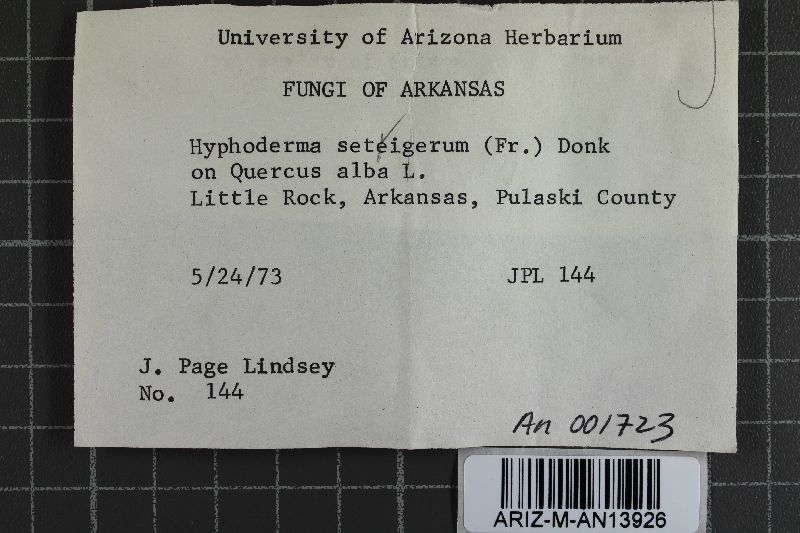 University of Arizona Herbarium
FUNGI OF ARKANSAS
Hyphoderma seteigerum (Fr.) Donk
on Quercus alba L.
Little Rock, Arkansas, Pulaski County
5/24/73 JPL 144
J. Page Lindsey
No. 144
An 001723
ARIZ-M-AN13926